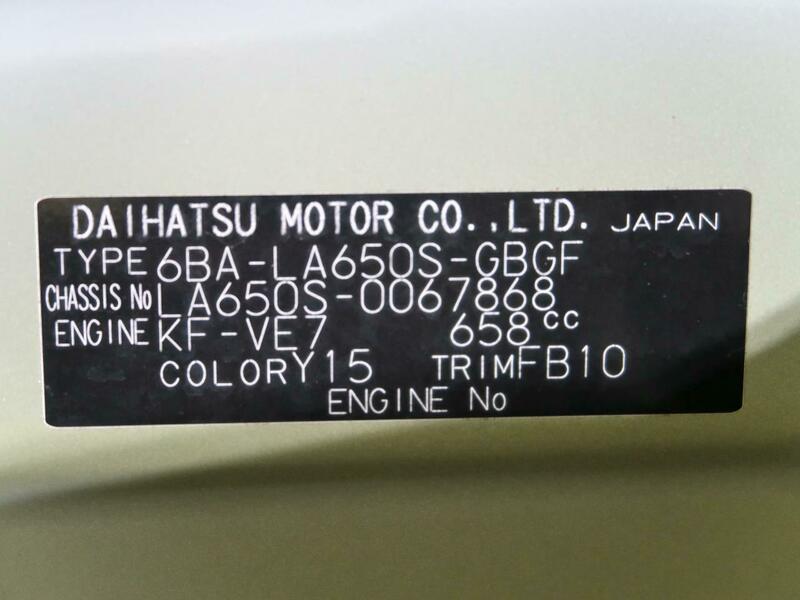 DAIHATSU MOTOR CO.,LTD. JAPAN
TYPE 6BA-LA650S-GBGF
CHASSIS No LA650S-0067868
ENGINE KF-VE7 658cc
COLOR Y15 TRIM FB10
ENGINE No